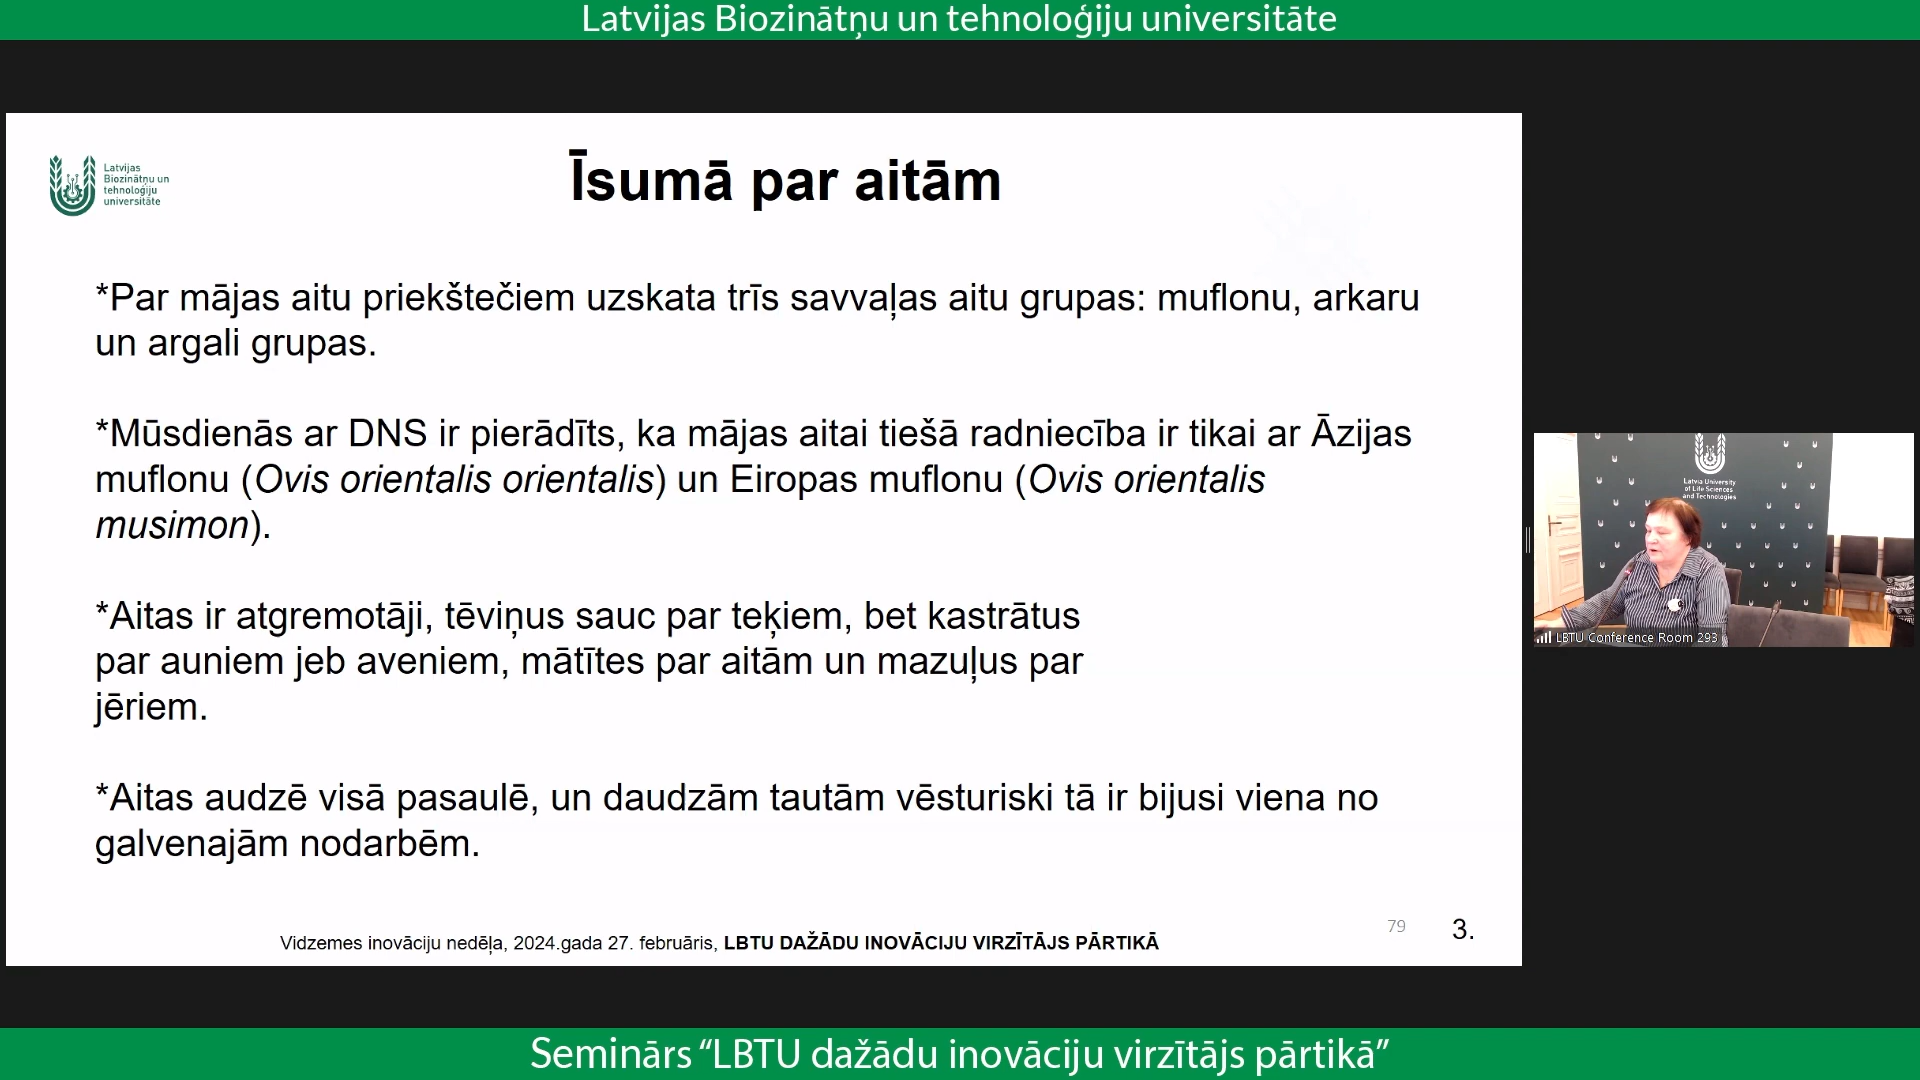 Latvijas Biozinātņu un tehnoloģiju universitāte
Latvijas
Biozinātņu un
tehnoloģiju
universitāte
Īsumā par aitām
*Par mājas aitu priekštečiem uzskata trīs savvaļas aitu grupas: muflonu, arkaru
un argali grupas.
*Mūsdienās ar DNS ir pierādīts, ka mājas aitai tiešā radniecība ir tikai ar Āzijas
muflonu (Ovis orientalis orientalis) un Eiropas muflonu (Ovis orientalis
musimon).
*Aitas ir atgremotāji, tēviņus sauc par teķiem, bet kastrātus
par auniem jeb aveniem, mātītes par aitām un mazuļus par
jēriem.
*Aitas audzē visā pasaulē, un daudzām tautām vēsturiski tā ir bijusi viena no
galvenajām nodarbēm.
Vidzemes inovāciju nedēļa, 2024.gada 27. februāris, LBTU DAŽĀDU INOVĀCIJU VIRZĪTĀJS PĀRTIKĀ
79
3.
Latvia University
of Life Sciences
and Technologies
LBTU Conference Room 293
Seminārs “LBTU dažādu inovāciju virzītājs pārtikā”